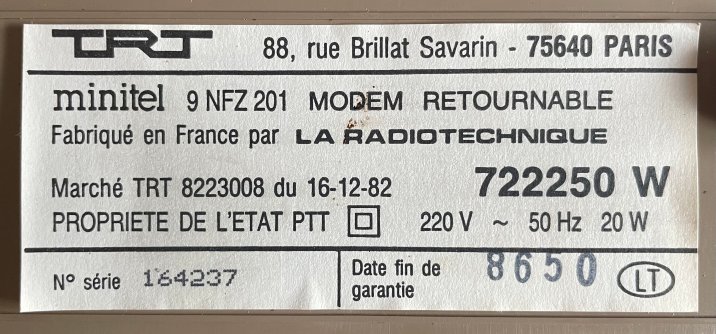 TRT 88, rue Brillat Savarin - 75640 PARIS
minitel 9 NFZ 201 MODEM RETOURNABLE
Fabriqué en France par LA RADIOTECHNIQUE
Marché TRT 8223008 du 16-12-82 722250 W
PROPRIETE DE L'ETAT PTT 220 V ~ 50 Hz 20 W
N° série 164237 Date fin de garantie 8650 LT